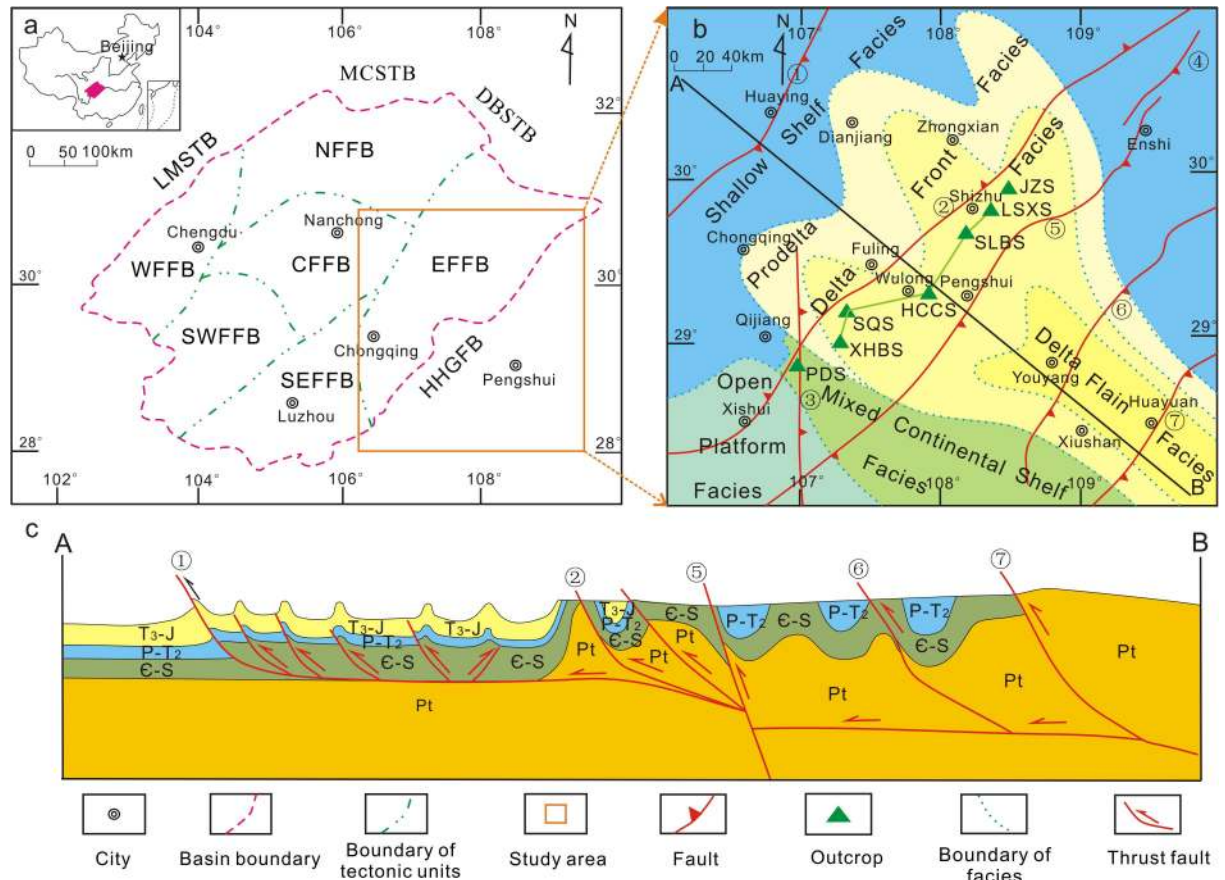 a
Beijing
0 50 100km
104°
106°
108°
N
MCSTB
DBSTB
32°
LMSTB
NFFB
Nanchong
Chengdu
WFFB
CFFB
EFFB
30°
30°
SWFFB
Chongqing
HHGFB
Pengshui
SEFFB
Luzhou
28°
28°
102°
104°
106°
108°
b
N
0 20 40km
107°
108°
109°
A
①
④
Huaying
Dianjiang
Zhongxian
Enshi
Shallow Shelf Facies
Prodelta Facies
Delta Front Facies
30°
30°
JZS
Shizhu
②
LSXS
⑤
SLBS
Chongqing
Fuling
Wulong
Pengshui
HCCS
⑥
SQS
29°
29°
Qijiang
XHBS
PDS
Delta Flain Facies
Youyang
Huayuan
⑦
Open
Xishui
③
Platform
Facies
Mixed Continental Shelf
Facies
Xiushan
107°
108°
109°
B
c
A
B
①
②
⑤
⑥
⑦
T₃-J
T₃-J
T₃-J
T₃-J
P-T₂
P-T₂
P-T₂
P-T₂
P-T₂
P-T₂
Є-S
Є-S
Є-S
Є-S
Є-S
Є-S
Є-S
Pt
Pt
Pt
Pt
Pt
Pt
Pt
City
Basin boundary
Boundary of
tectonic units
Study area
Fault
Outcrop
Boundary of
facies
Thrust fault